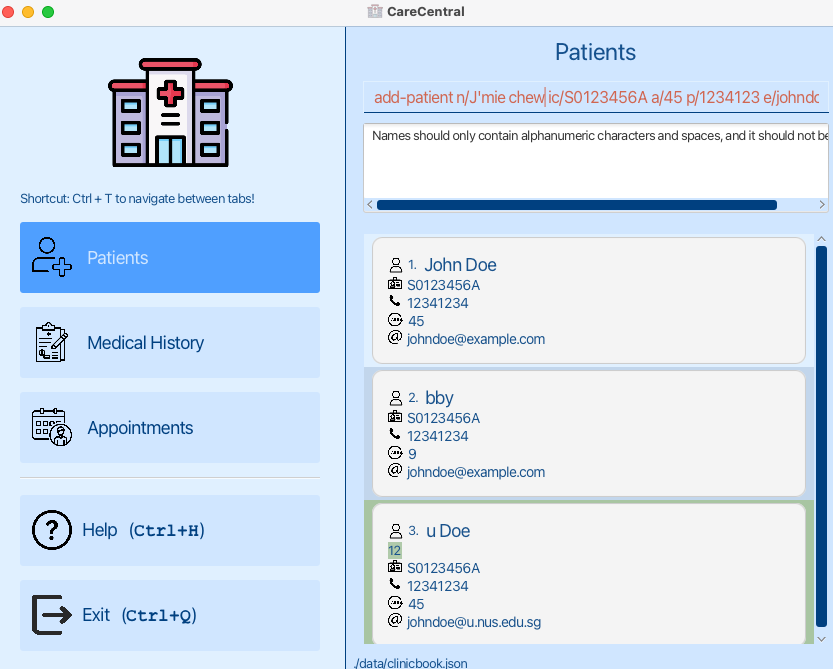 CareCentral
Shortcut: Ctrl + T to navigate between tabs!
Patients
Medical History
Appointments
Help (Ctrl+H)
Exit (Ctrl+Q)
Patients
add-patient n/J'mie chew ic/S0123456A a/45 p/1234123 e/johndo
Names should only contain alphanumeric characters and spaces, and it should not be
1. John Doe
S0123456A
12341234
45
johndoe@example.com
2. bby
S0123456A
12341234
9
johndoe@example.com
3. u Doe
12
S0123456A
12341234
45
johndoe@u.nus.edu.sg
./data/clinicbook.json